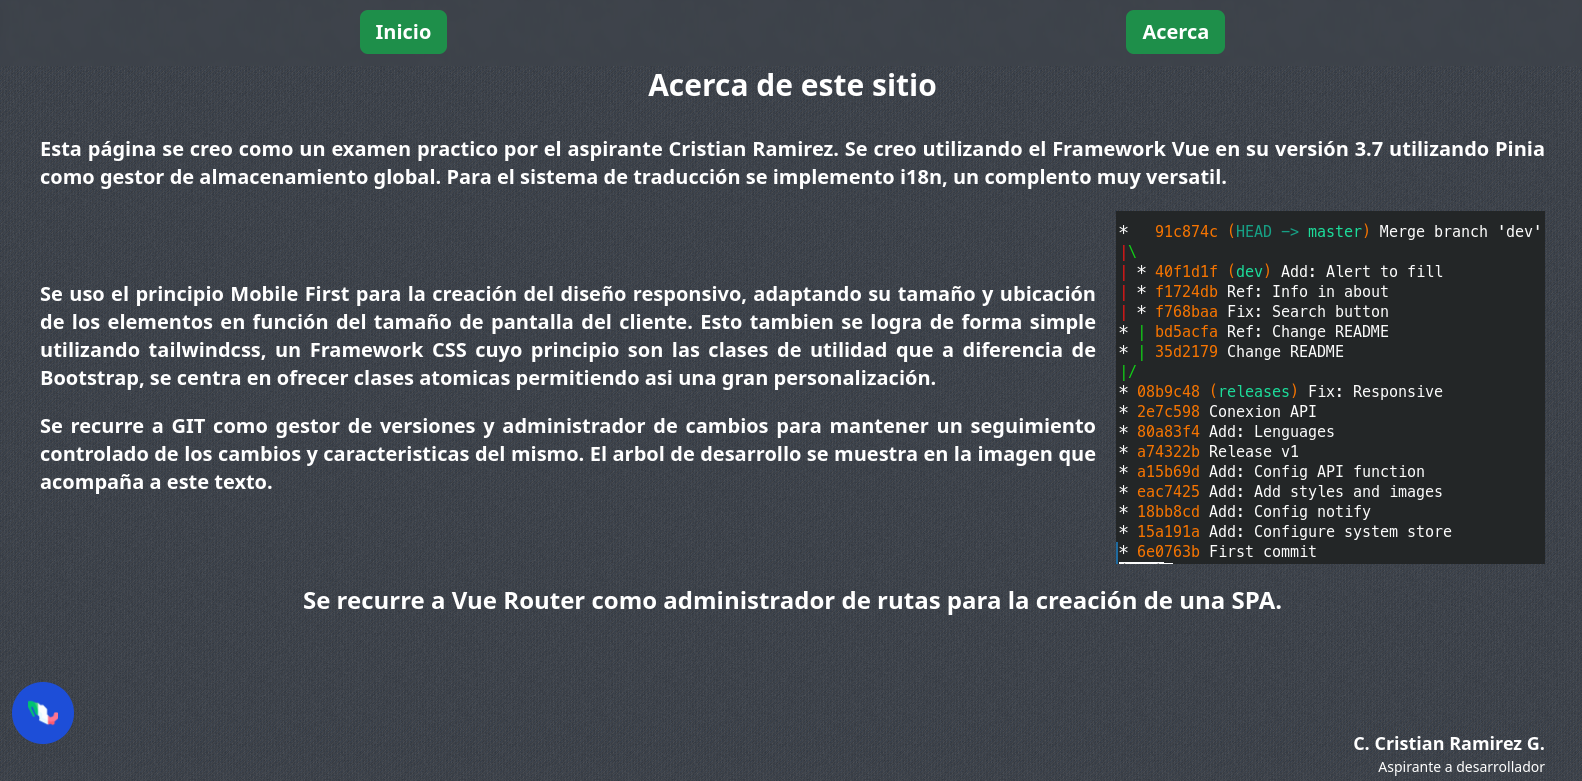 Inicio
Acerca
Acerca de este sitio
Esta página se creo como un examen practico por el aspirante Cristian Ramirez. Se creo utilizando el Framework Vue en su versión 3.7 utilizando Pinia
como gestor de almacenamiento global. Para el sistema de traducción se implemento i18n, un complento muy versatil.
Se uso el principio Mobile First para la creación del diseño responsivo, adaptando su tamaño y ubicación
de los elementos en función del tamaño de pantalla del cliente. Esto tambien se logra de forma simple
utilizando tailwindcss, un Framework CSS cuyo principio son las clases de utilidad que a diferencia de
Bootstrap, se centra en ofrecer clases atomicas permitiendo asi una gran personalización.
Se recurre a GIT como gestor de versiones y administrador de cambios para mantener un seguimiento
controlado de los cambios y caracteristicas del mismo. El arbol de desarrollo se muestra en la imagen que
acompaña a este texto.
*   91c874c (HEAD -> master) Merge branch 'dev'
|\
| * 40f1d1f (dev) Add: Alert to fill
| * f1724db Ref: Info in about
| * f768baa Fix: Search button
* | bd5acfa Ref: Change README
* | 35d2179 Change README
|/
* 08b9c48 (releases) Fix: Responsive
* 2e7c598 Conexion API
* 80a83f4 Add: Lenguages
* a74322b Release v1
* a15b69d Add: Config API function
* eac7425 Add: Add styles and images
* 18bb8cd Add: Config notify
* 15a191a Add: Configure system store
* 6e0763b First commit
Se recurre a Vue Router como administrador de rutas para la creación de una SPA.
C. Cristian Ramirez G.
Aspirante a desarrollador